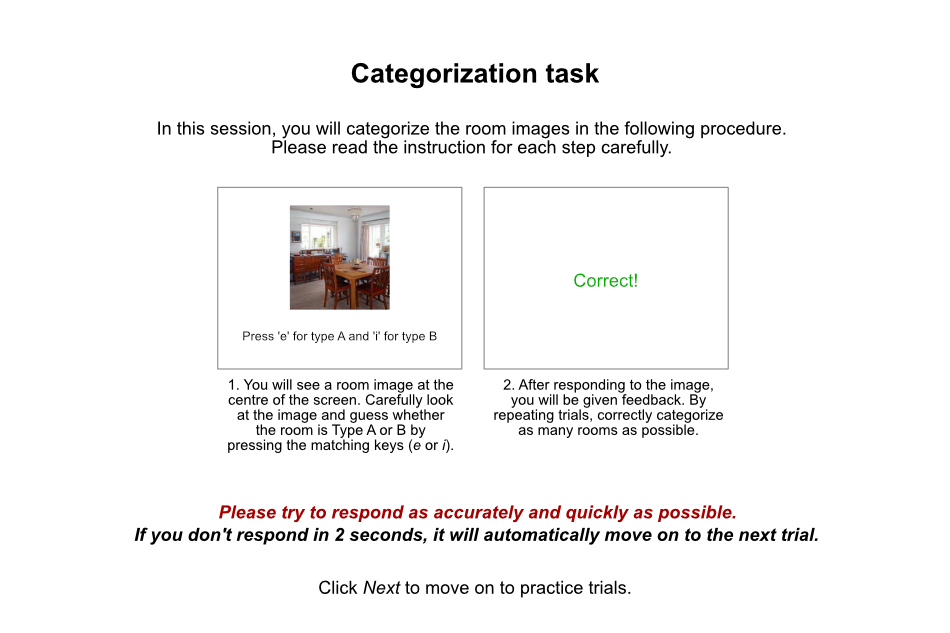 Categorization task
In this session, you will categorize the room images in the following procedure.
Please read the instruction for each step carefully.
Press 'e' for type A and 'i' for type B
Correct!
1. You will see a room image at the
centre of the screen. Carefully look
at the image and guess whether
the room is Type A or B by
pressing the matching keys (e or i).
2. After responding to the image,
you will be given feedback. By
repeating trials, correctly categorize
as many rooms as possible.
Please try to respond as accurately and quickly as possible.
If you don't respond in 2 seconds, it will automatically move on to the next trial.
Click Next to move on to practice trials.